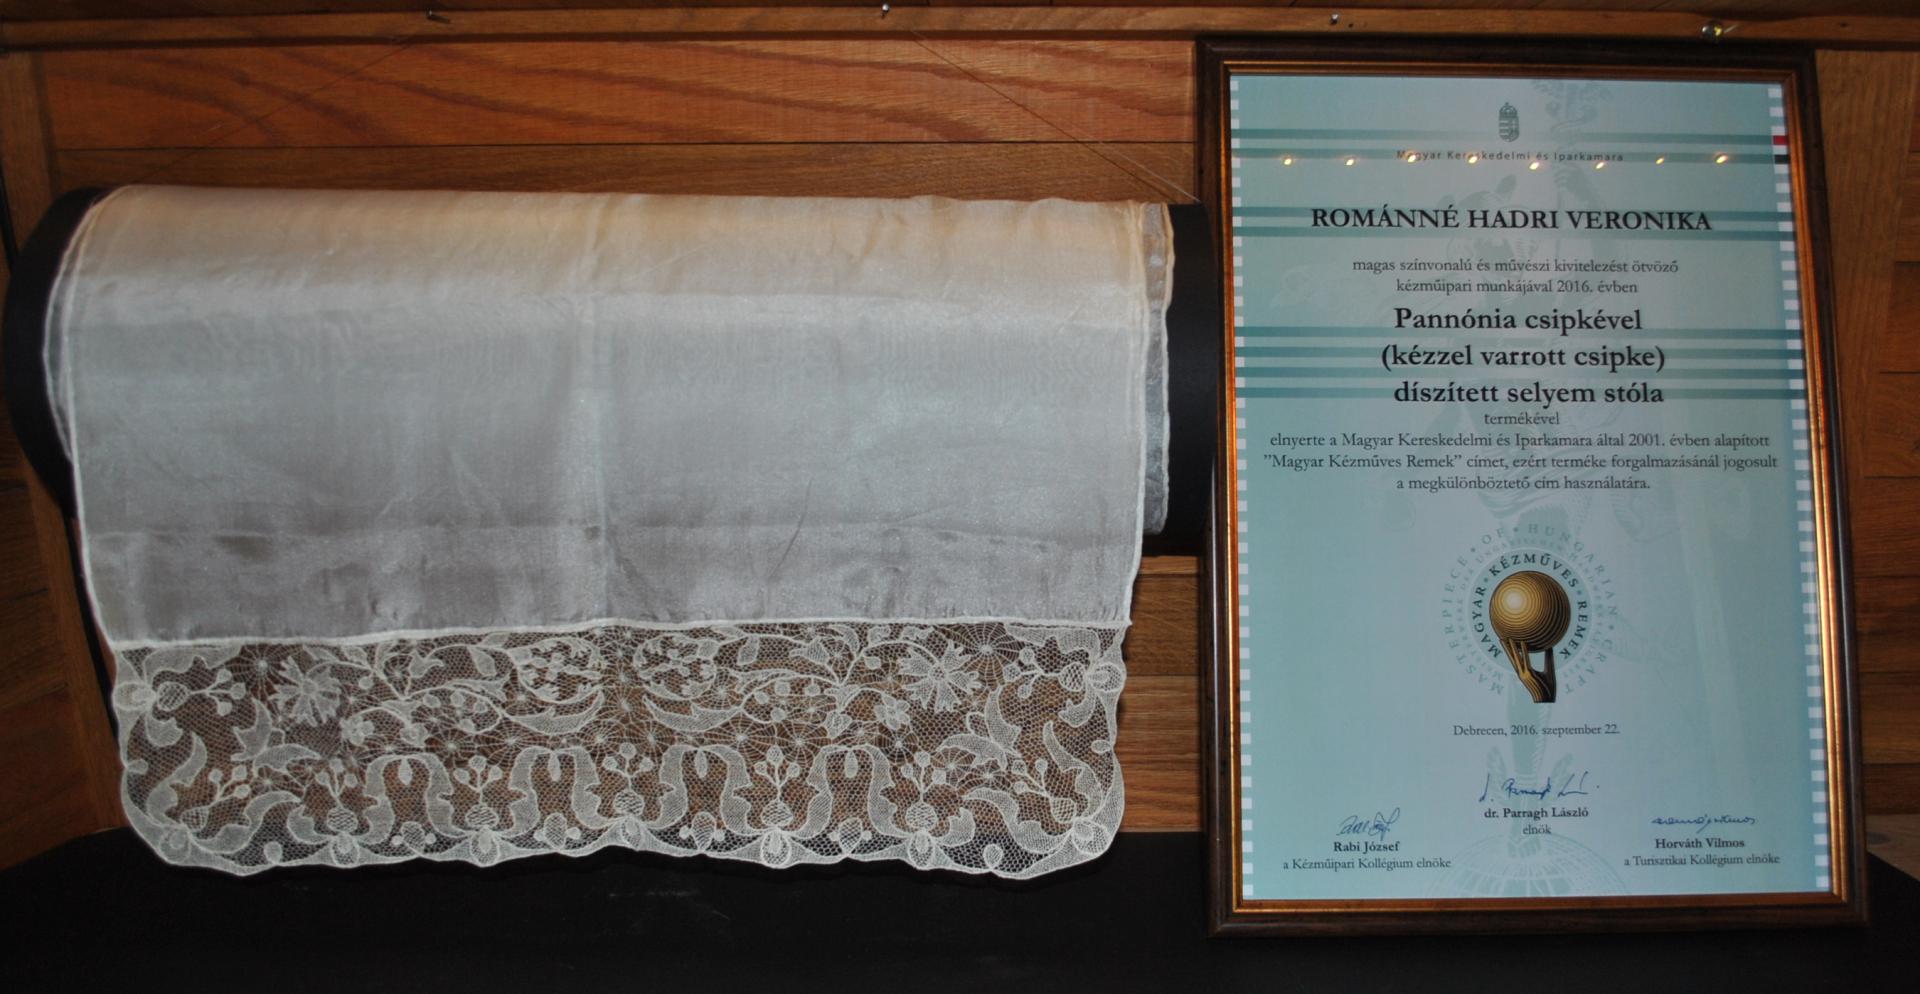 Magyar Kereskedelmi és Iparkamara
ROMÁNNÉ HADRI VERONIKA
magas színvonalú és művészi kivitelezést ötvöző
kézműipari munkájával 2016. évben
Pannónia csipkével
(kézzel varrott csipke)
díszített selyem stóla
termékével
elnyerte a Magyar Kereskedelmi és Iparkamara által 2001. évben alapított
”Magyar Kézműves Remek” címet, ezért terméke forgalmazásánál jogosult
a megkülönböztető cím használatára.
MASTERPIECE • OF • HUNGARIAN • CRAFT
MAGYAR • KÉZMŰVES • REMEK
Debrecen, 2016. szeptember 22.
dr. Parragh László
elnök
Rabi József
a Kézműipari Kollégium elnöke
Horváth Vilmos
a Turisztikai Kollégium elnöke